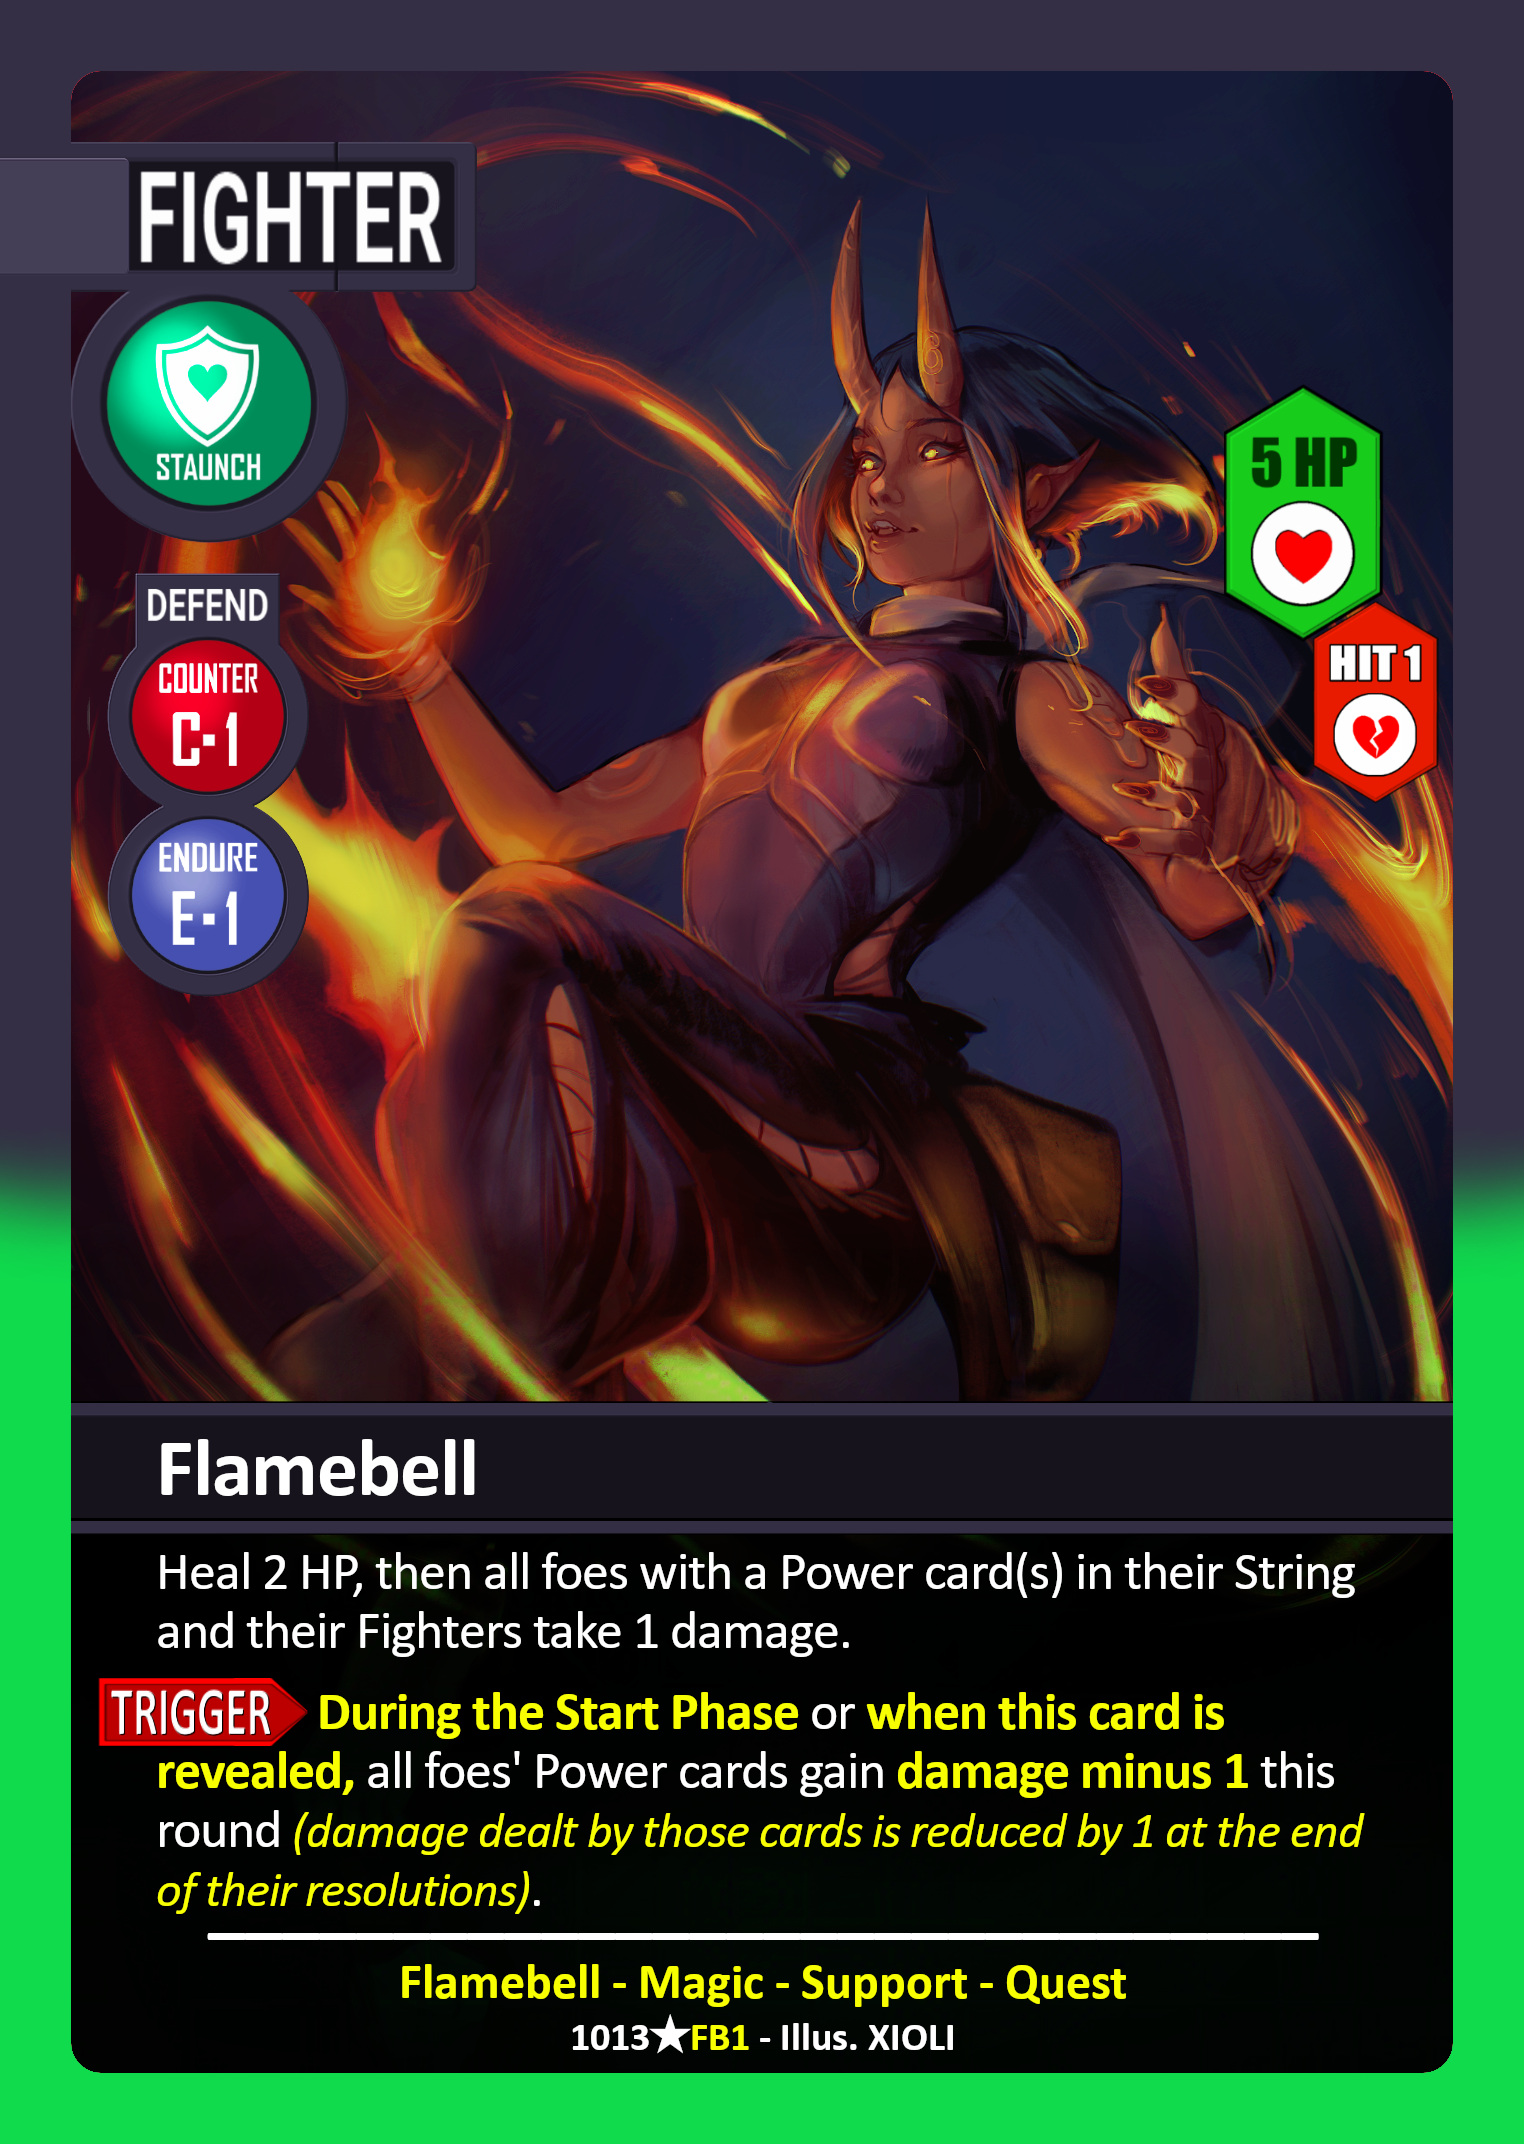 FIGHTER
STAUNCH
DEFEND
COUNTER
C-1
ENDURE
E-1
5 HP
HIT 1
Flamebell
Heal 2 HP, then all foes with a Power card(s) in their String
and their Fighters take 1 damage.
TRIGGER During the Start Phase or when this card is
revealed, all foes' Power cards gain damage minus 1 this
round (damage dealt by those cards is reduced by 1 at the end
of their resolutions).
Flamebell - Magic - Support - Quest
1013★FB1 - Illus. XIOLI